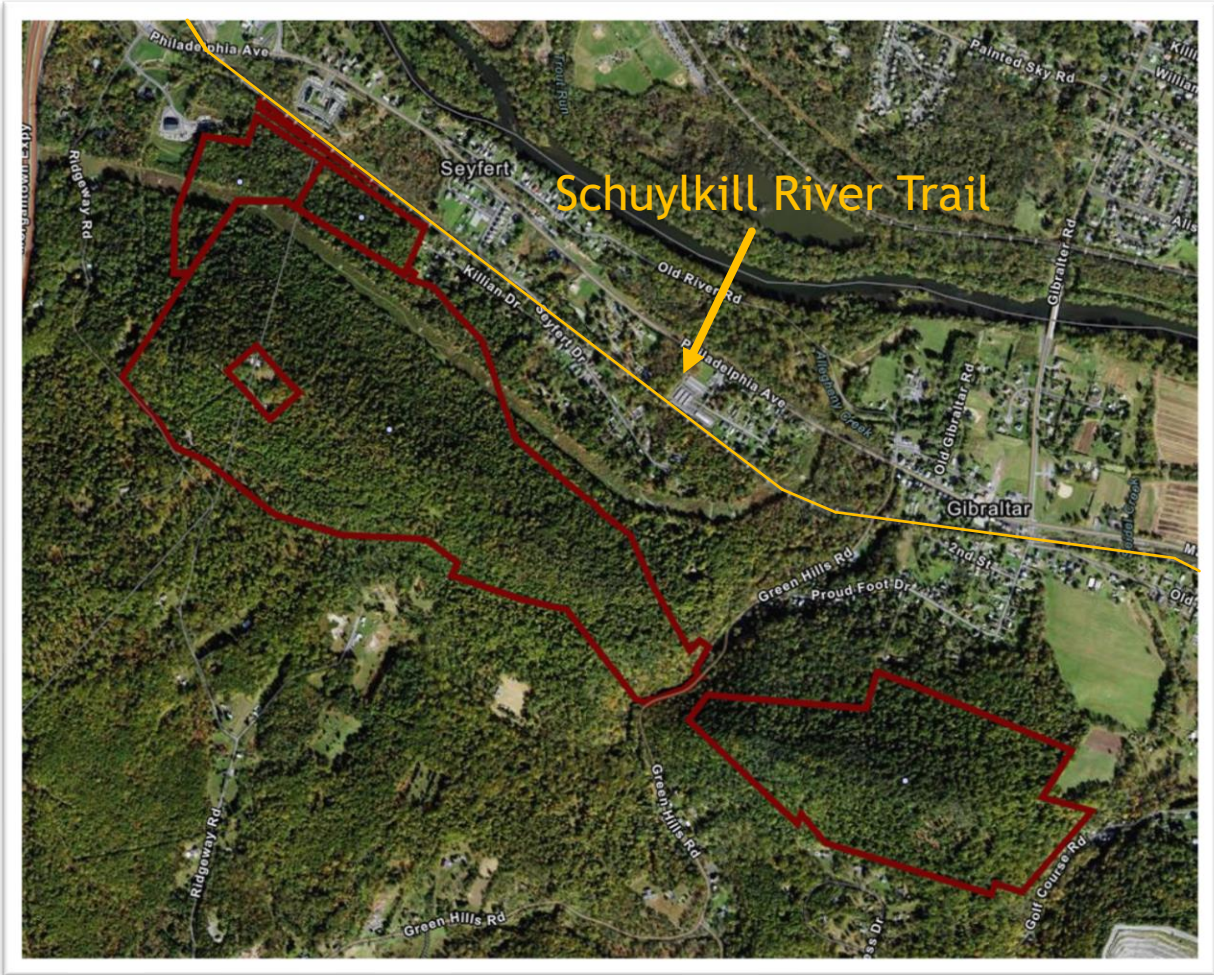 Philadelphia Ave
Trout Run
Painted Sky Rd
Ridgeway Rd
Seyfert
Schuylkill River Trail
Gibralter Rd
Old River Rd
Killian Dr
Seyfert Dr
Philadelphia Ave
Allegheny Creek
Old Gibraltar Rd
Gibraltar
2nd St
Green Hills Rd
Proud Foot Dr
Old
Green Hills Rd
Ridgeway Rd
Golf Course Rd
Green Hills Rd